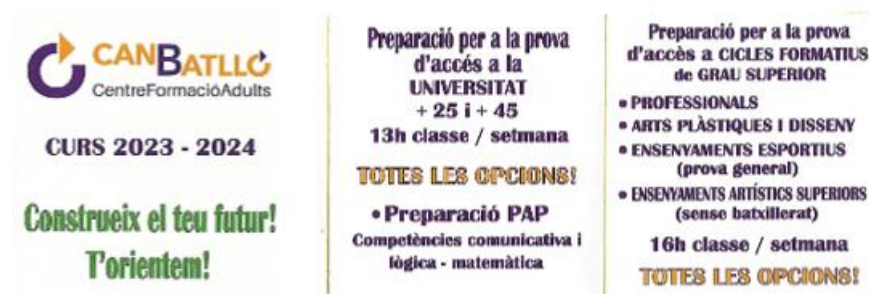 CANBATLLÓ
CentreFormacióAdults
CURS 2023 - 2024
Construeix el teu futur!
T'orientem!
Preparació per a la prova
d'accés a la
UNIVERSITAT
+ 25 i + 45
13h classe / setmana
TOTES LES OPCIONS!
• Preparació PAP
Competències comunicativa i
lògica - matemàtica
Preparació per a la prova
d'accès a CICLES FORMATIUS
de GRAU SUPERIOR
• PROFESSIONALS
• ARTS PLÀSTIQUES I DISSENY
• ENSENYAMENTS ESPORTIUS
(prova general)
• ENSENYAMENTS ARTÍSTICS SUPERIORS
(sense batxillerat)
16h classe / setmana
TOTES LES OPCIONS!